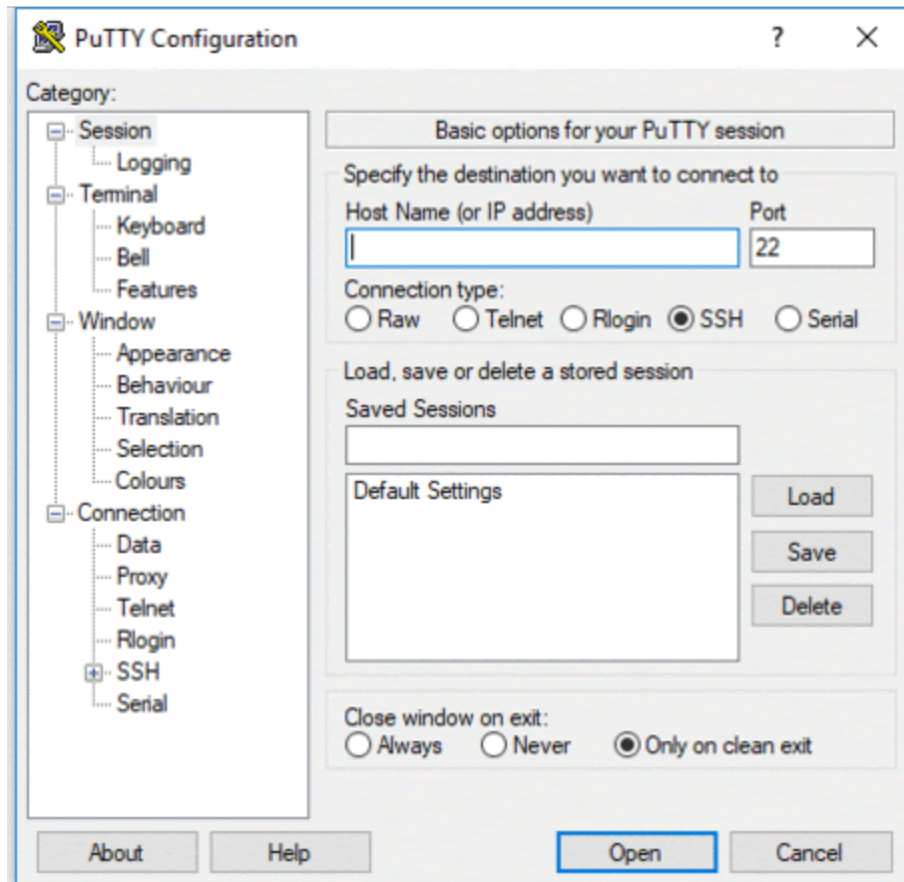 PuTTY Configuration
?
Category:
Session
Logging
Terminal
Keyboard
Bell
Features
Window
Appearance
Behaviour
Translation
Selection
Colours
Connection
Data
Proxy
Telnet
Rlogin
SSH
Serial
Basic options for your PuTTY session
Specify the destination you want to connect to
Host Name (or IP address) Port
22
Connection type:
Raw Telnet Rlogin SSH Serial
Load, save or delete a stored session
Saved Sessions
Default Settings
Load
Save
Delete
Close window on exit:
Always Never Only on clean exit
About Help Open Cancel